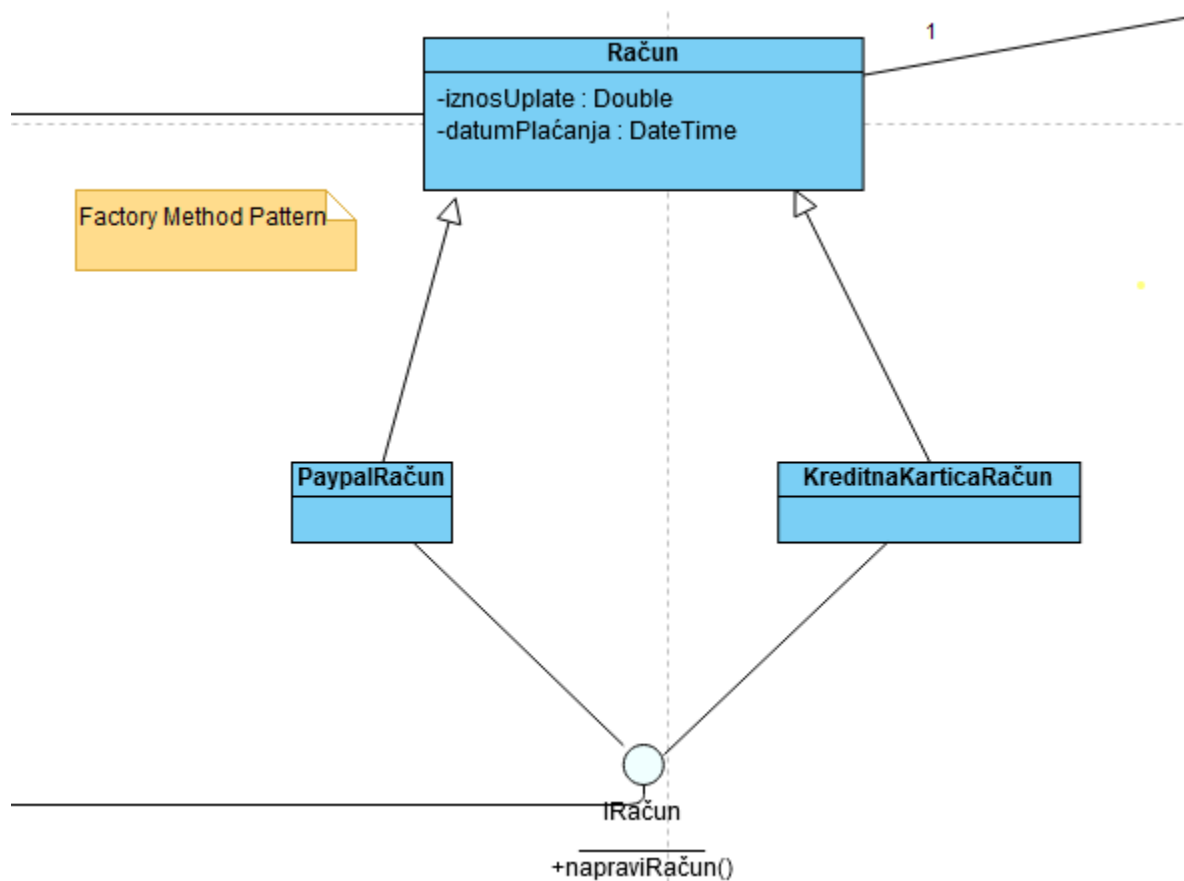 1
Račun
-iznosUplate : Double
-datumPlaćanja : DateTime
Factory Method Pattern
PaypalRačun
KreditnaKarticaRačun
IRačun
+napraviRačun()